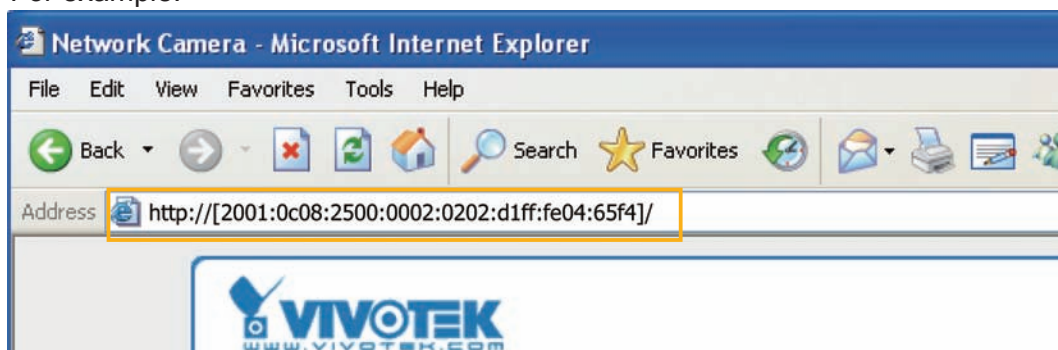 For example:
Network Camera - Microsoft Internet Explorer
File Edit View Favorites Tools Help
Back Search Favorites
Address http://[2001:0c08:2500:0002:0202:d1ff:fe04:65f4]/
VIVOTEK
WWW.VIVOTEK.COM